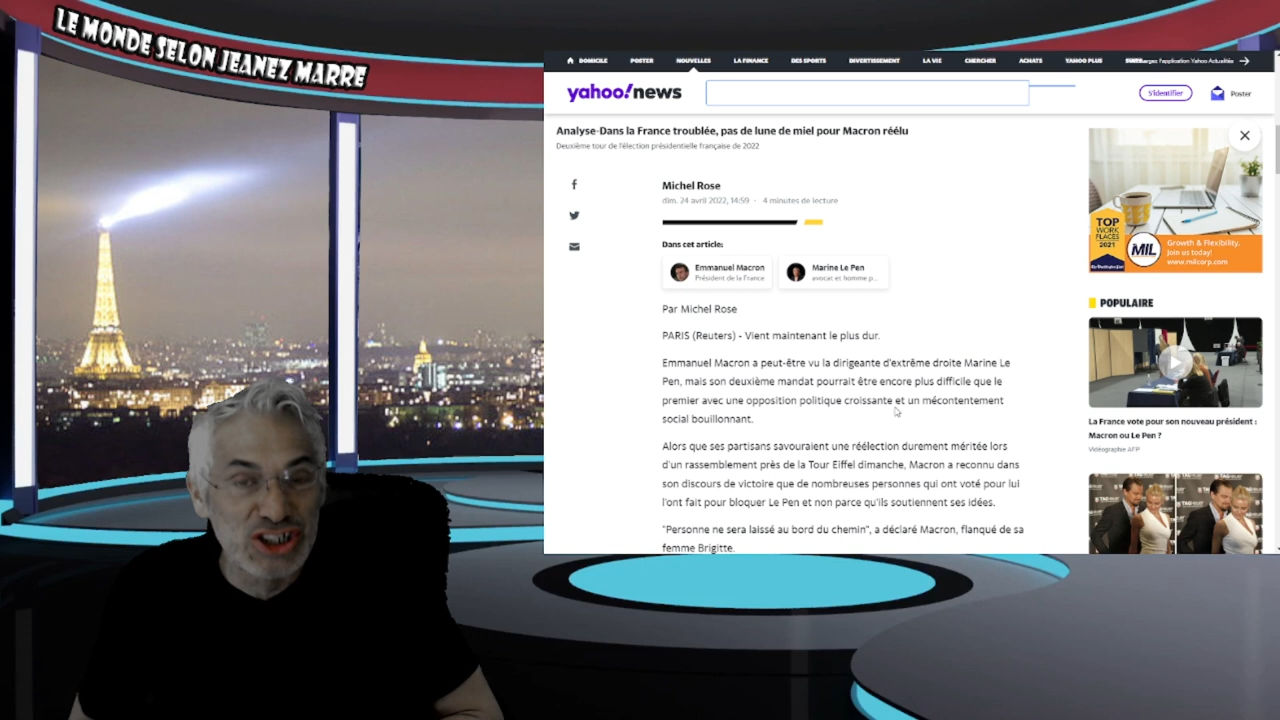 LE MONDE SELON JEANEZ MARRE
DOMICILE
POSTER
NOUVELLES
LA FINANCE
DES SPORTS
DIVERTISSEMENT
LA VIE
CHERCHER
ACHATS
YAHOO PLUS
l'application Yahoo Actualités
yahoo!news
S'identifier
Poster
Analyse-Dans la France troublée, pas de lune de miel pour Macron réélu
Deuxième tour de l'élection présidentielle française de 2022
Michel Rose
dim. 24 avril 2022, 14:59 · 4 minutes de lecture
Dans cet article:
Emmanuel Macron
Président de la France
Marine Le Pen
avocat et homme p...
Par Michel Rose
PARIS (Reuters) - Vient maintenant le plus dur.
Emmanuel Macron a peut-être vu la dirigeante d'extrême droite Marine Le
Pen, mais son deuxième mandat pourrait être encore plus difficile que le
premier avec une opposition politique croissante et un mécontentement
social bouillonnant.
Alors que ses partisans savouraient une réélection durement méritée lors
d'un rassemblement près de la Tour Eiffel dimanche, Macron a reconnu dans
son discours de victoire que de nombreuses personnes qui ont voté pour lui
l'ont fait pour bloquer Le Pen et non parce qu'ils soutiennent ses idées.
"Personne ne sera laissé au bord du chemin", a déclaré Macron, flanqué de sa
femme Brigitte.
TOP
WORK
PLACES
2021
MIL
Growth & Flexibility.
Join us today!
www.milcorp.com
POPULAIRE
La France vote pour son nouveau président :
Macron ou Le Pen ?
Vidéographie AFP